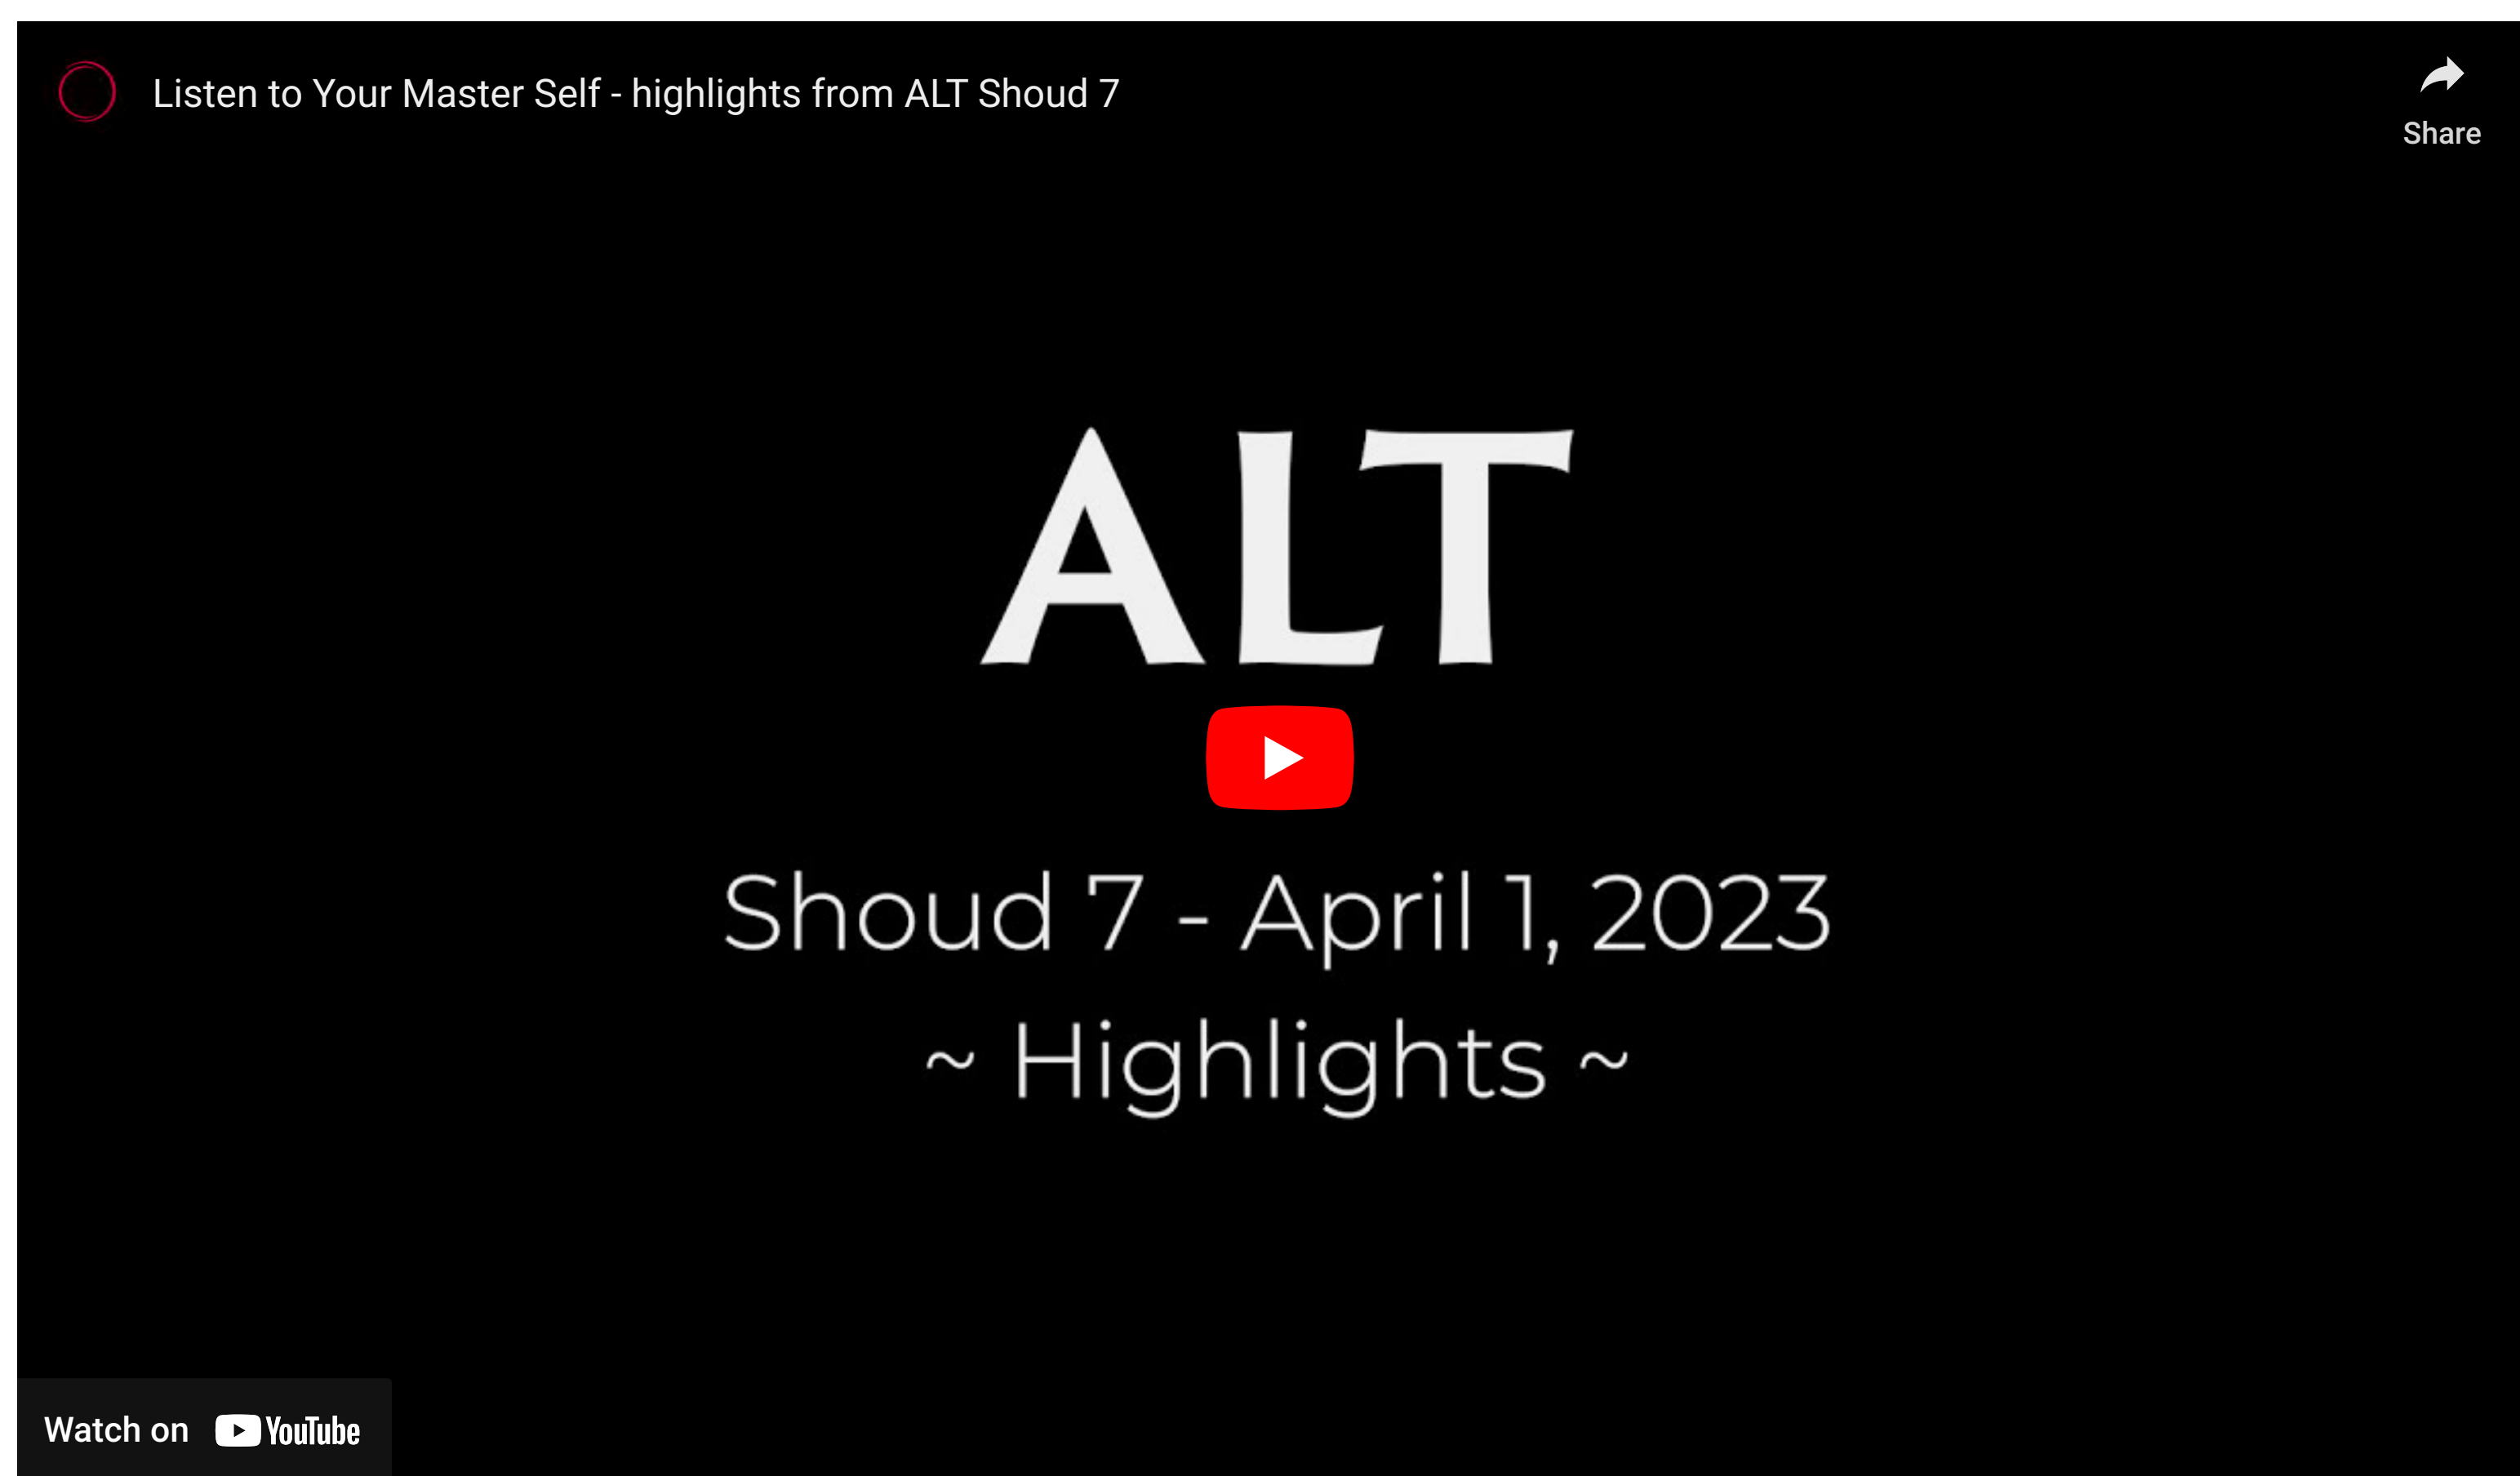 Listen to Your Master Self - highlights from ALT Shoud 7
Share
ALT
Shoud 7 - April 1, 2023
~ Highlights ~
Watch on YouTube